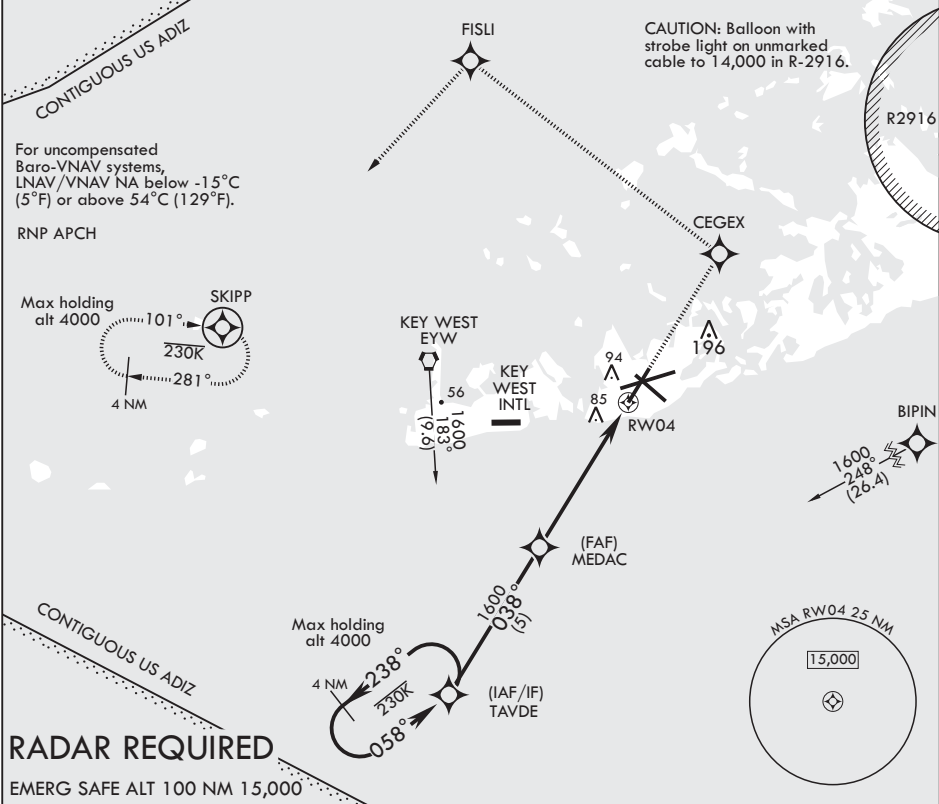 FISLI
CAUTION: Balloon with
strobe light on unmarked
cable to 14,000 in R-2916.
CONTIGUOUS US ADIZ
R2916
For uncompensated
Baro-VNAV systems,
LNAV/VNAV NA below -15°C
(5°F) or above 54°C (129°F).
RNP APCH
CEGEX
Max holding
alt 4000
SKIPP
101°
230K
281°
4 NM
KEY WEST
EYW
56
1600
183°
(9.6)
KEY
WEST
INTL
94
196
85
RW04
BIPIN
1600
248°
(26.4)
(FAF)
MEDAC
1600
038°
(5)
CONTIGUOUS US ADIZ
Max holding
alt 4000
4 NM
238°
230K
058°
(IAF/IF)
TAVDE
MSA RW04 25 NM
15,000
RADAR REQUIRED
EMERG SAFE ALT 100 NM 15,000